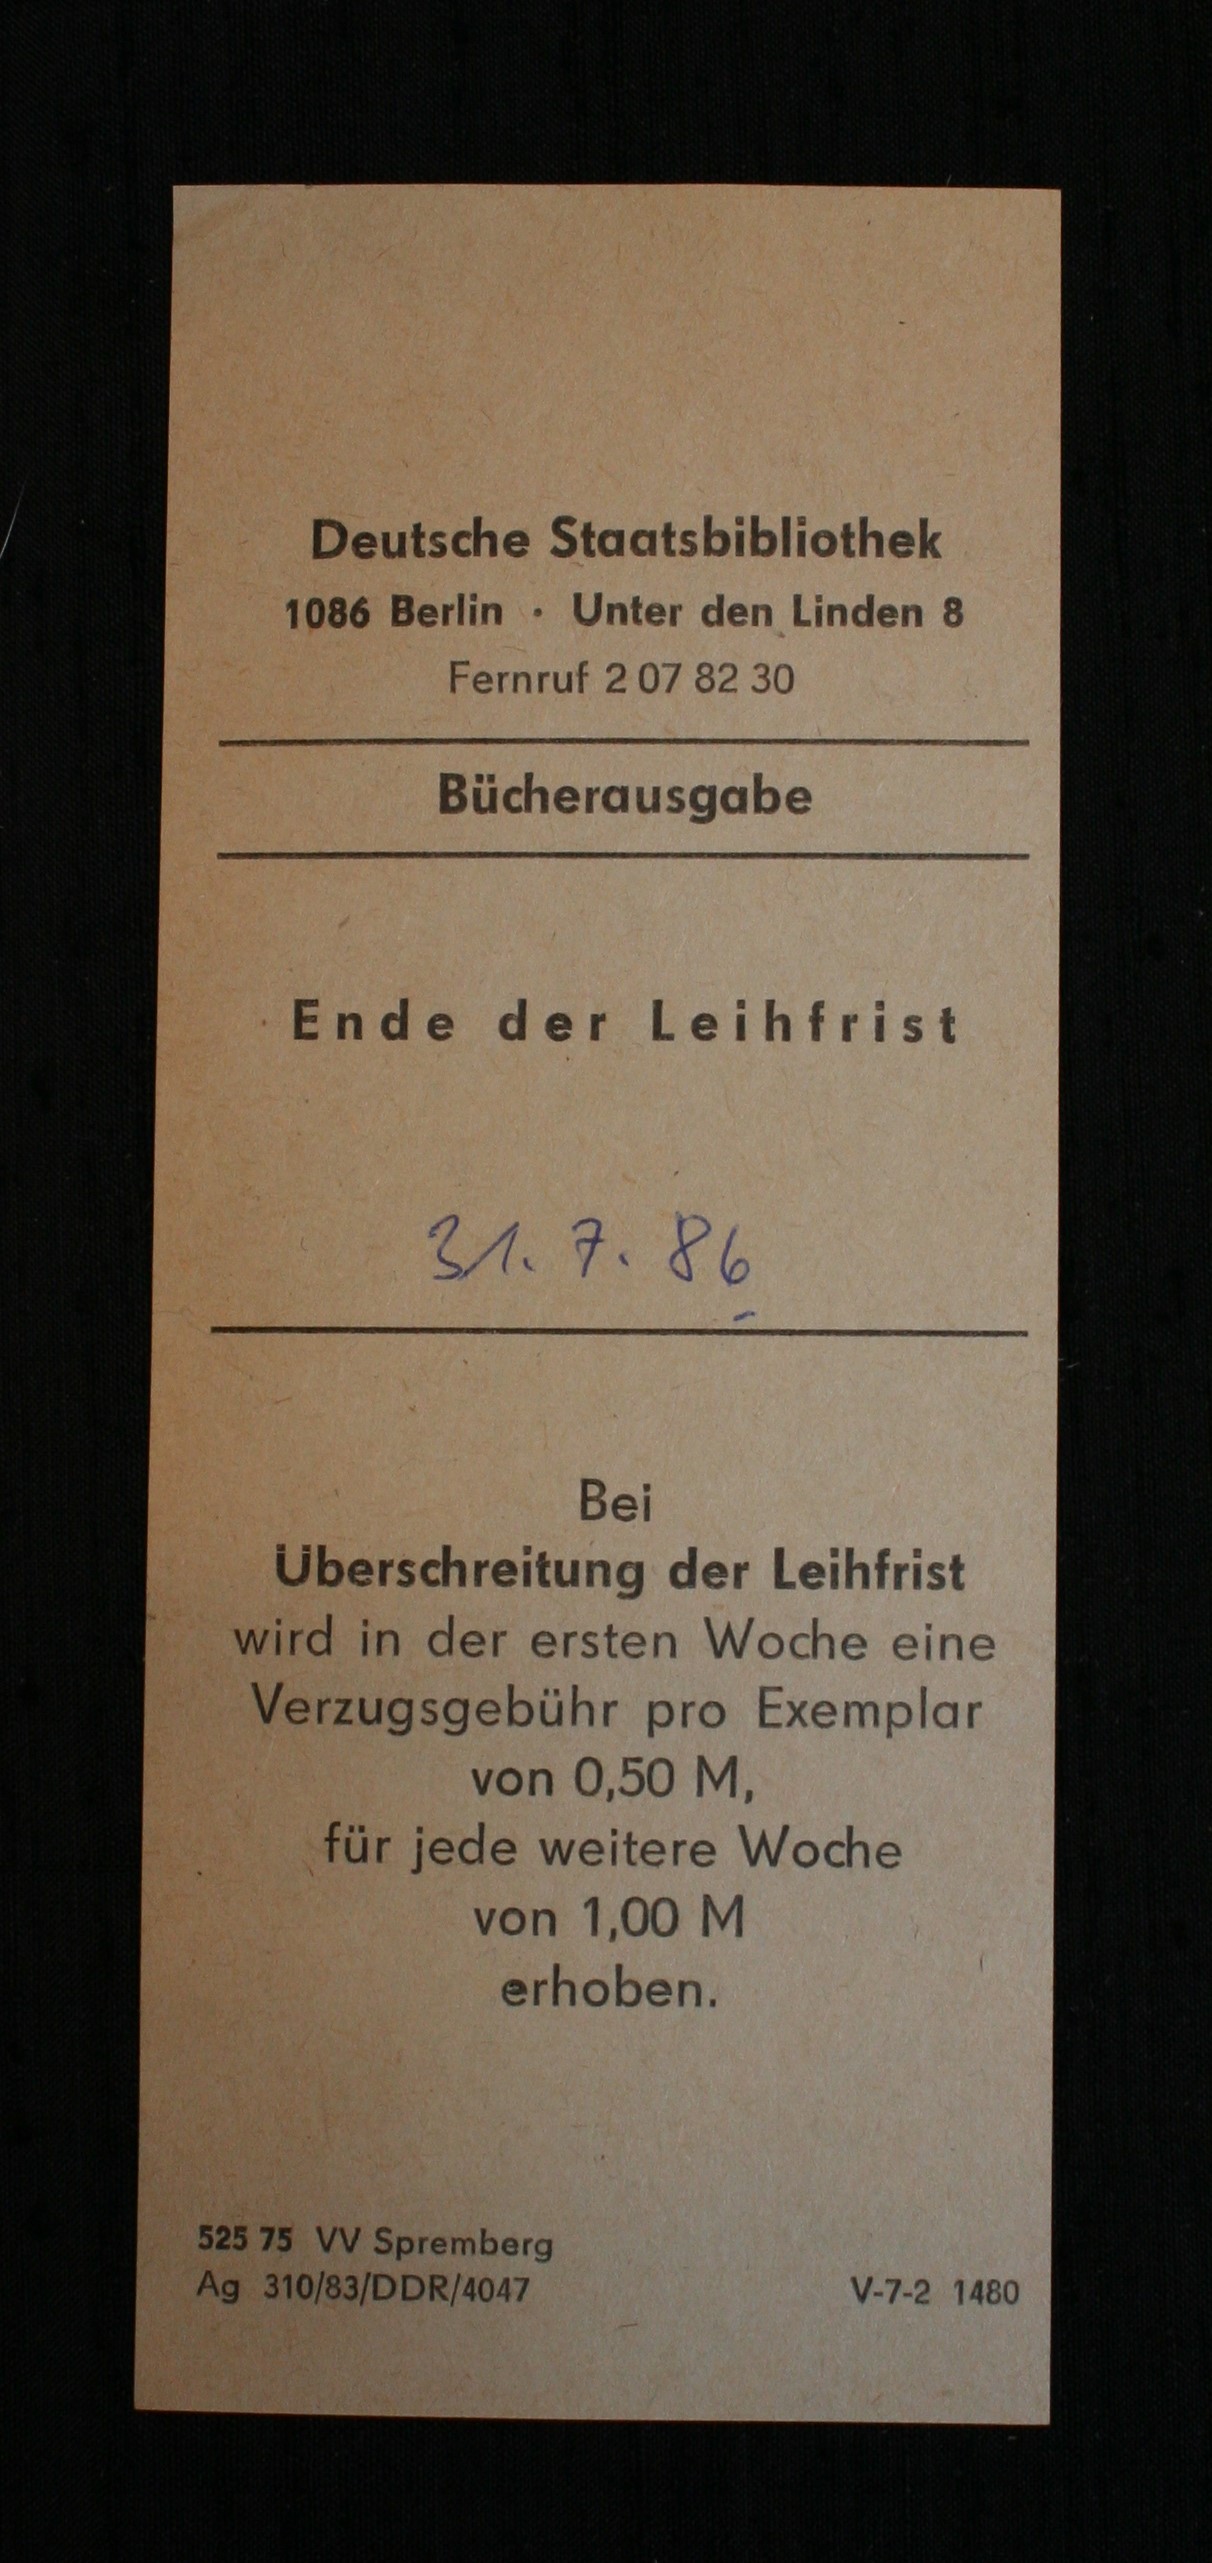 Deutsche Staatsbibliothek
1086 Berlin · Unter den Linden 8
Fernruf 2 07 82 30
Bücherausgabe
Ende der Leihfrist
31. 7. 86
Bei
Überschreitung der Leihfrist
wird in der ersten Woche eine
Verzugsgebühr pro Exemplar
von 0,50 M,
für jede weitere Woche
von 1,00 M
erhoben.
525 75 VV Spremberg
Ag 310/83/DDR/4047 V-7-2 1480